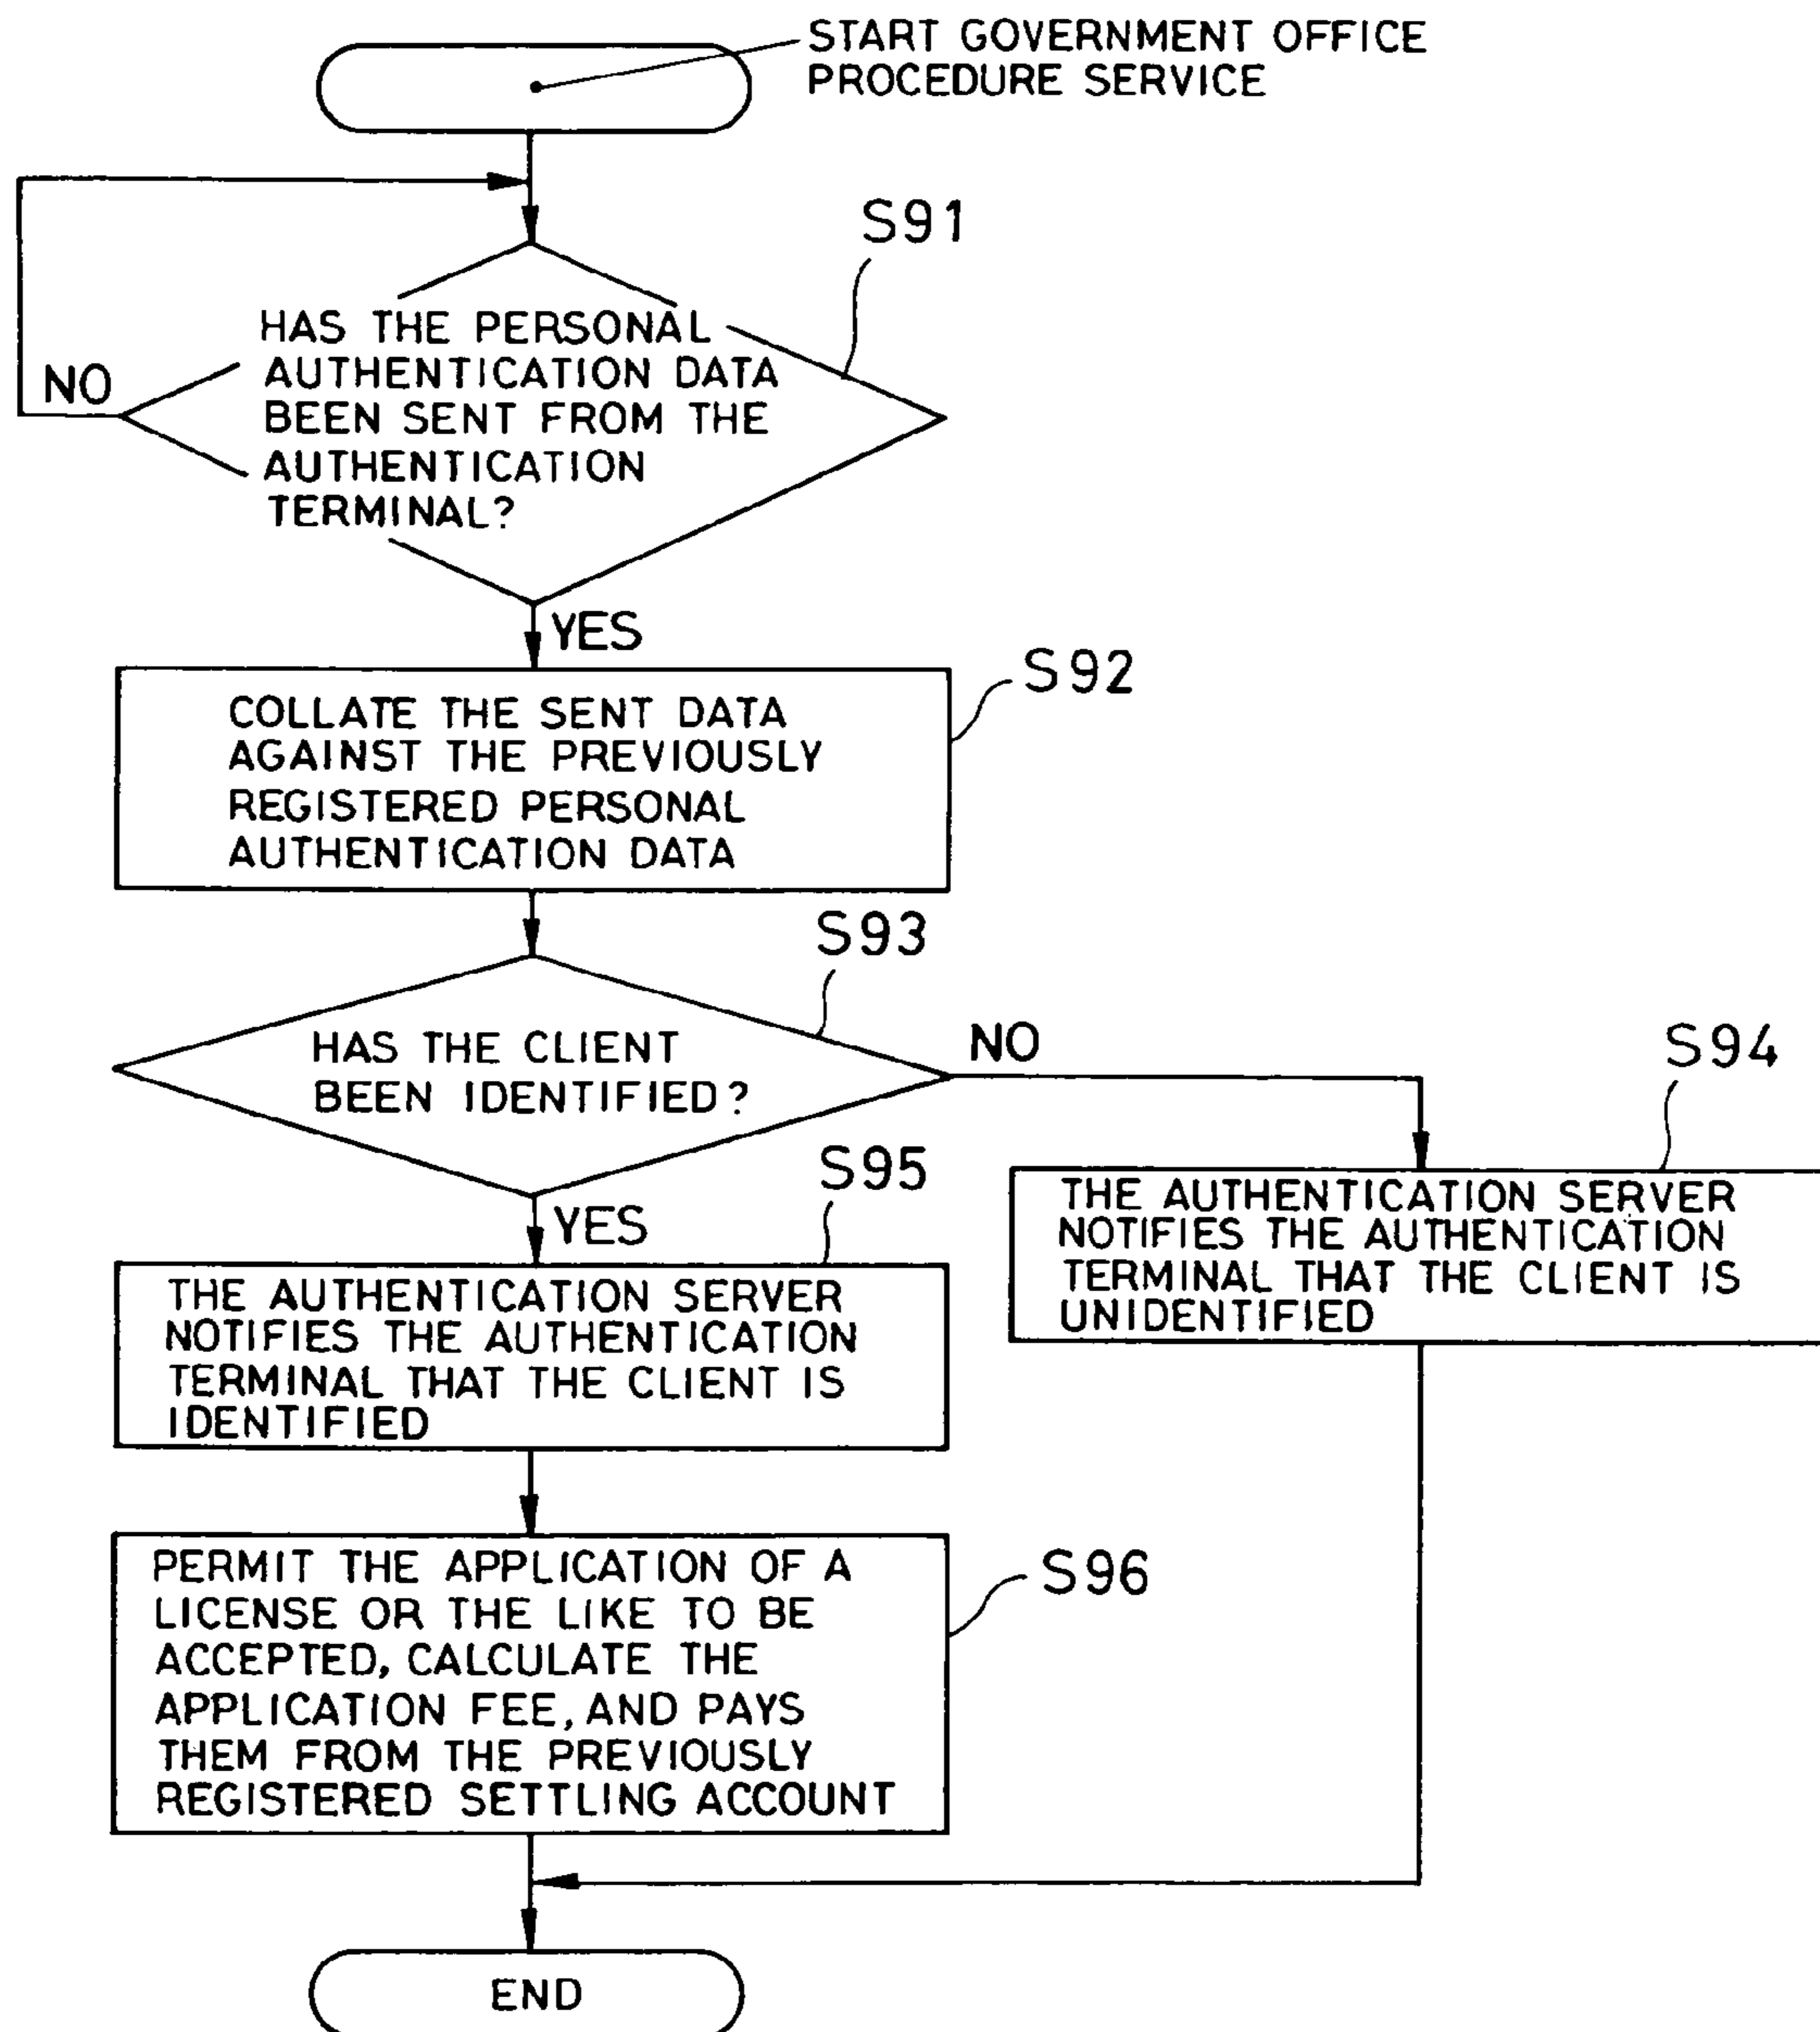 START GOVERNMENT OFFICE
PROCEDURE SERVICE
S91
HAS THE PERSONAL
AUTHENTICATION DATA
BEEN SENT FROM THE
AUTHENTICATION
TERMINAL?
NO
YES
S92
COLLATE THE SENT DATA
AGAINST THE PREVIOUSLY
REGISTERED PERSONAL
AUTHENTICATION DATA
S93
HAS THE CLIENT
BEEN IDENTIFIED?
NO
S94
THE AUTHENTICATION SERVER
NOTIFIES THE AUTHENTICATION
TERMINAL THAT THE CLIENT IS
UNIDENTIFIED
YES
S95
THE AUTHENTICATION SERVER
NOTIFIES THE AUTHENTICATION
TERMINAL THAT THE CLIENT IS
IDENTIFIED
S96
PERMIT THE APPLICATION OF A
LICENSE OR THE LIKE TO BE
ACCEPTED, CALCULATE THE
APPLICATION FEE, AND PAYS
THEM FROM THE PREVIOUSLY
REGISTERED SETTLING ACCOUNT
END